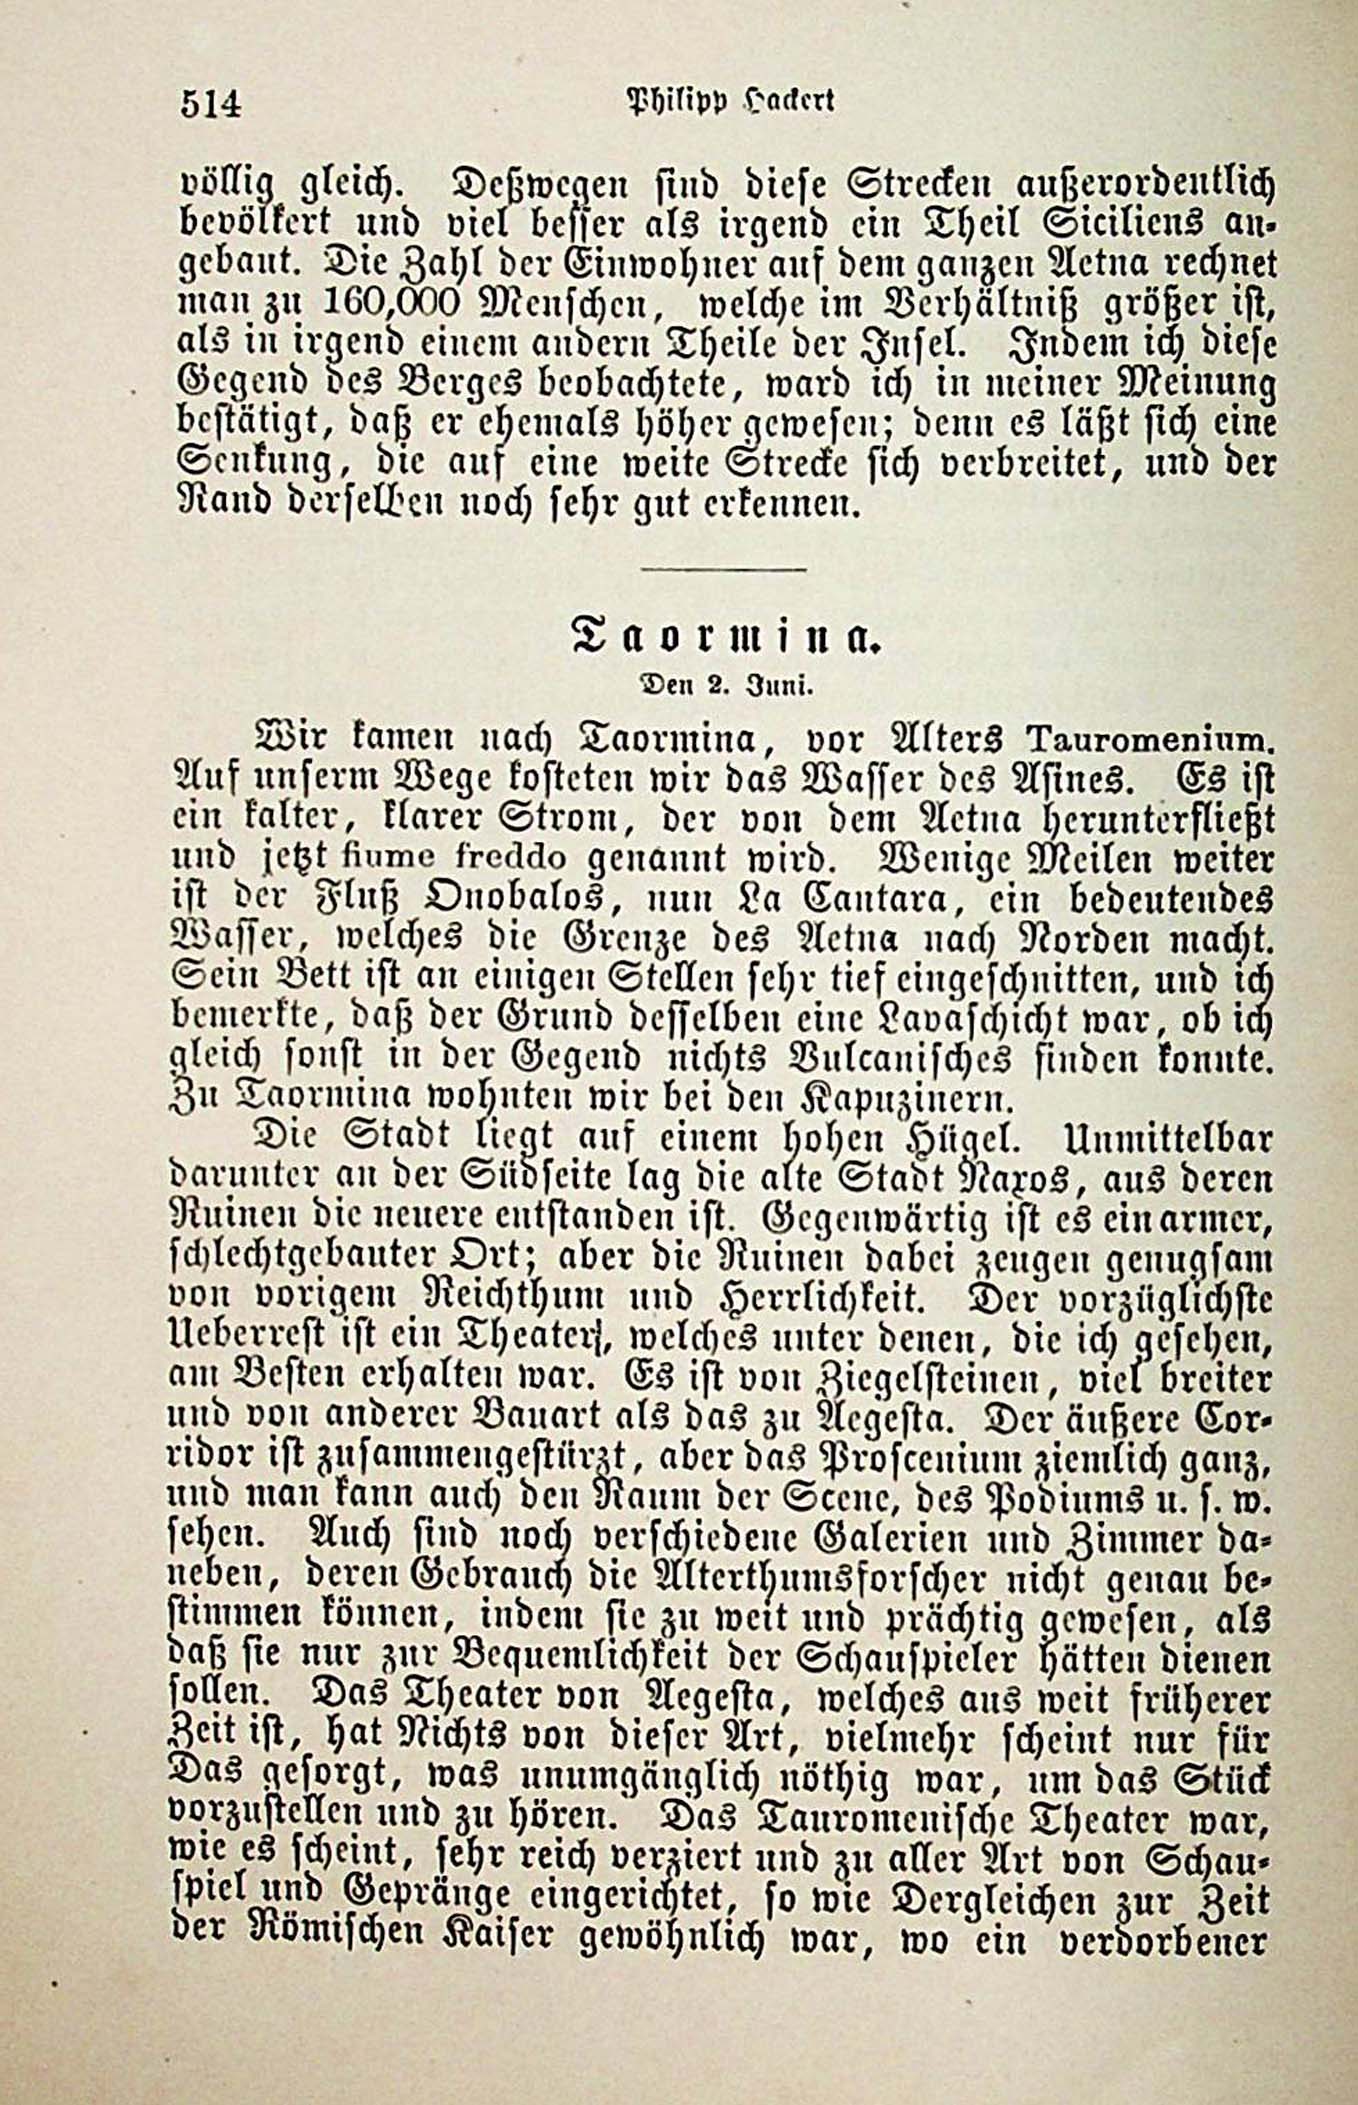 514
Philipp Hackert
völlig gleich. Deßwegen sind diese Strecken außerordentlich
bevölkert und viel besser als irgend ein Theil Siciliens an-
gebaut. Die Zahl der Einwohner auf dem ganzen Aetna rechnet
man zu 160,000 Menschen, welche im Verhältniß größer ist,
als in irgend einem andern Theile der Insel. Indem ich diese
Gegend des Berges beobachtete, ward ich in meiner Meinung
bestätigt, daß er ehemals höher gewesen; denn es läßt sich eine
Senkung, die auf eine weite Strecke sich verbreitet, und der
Rand derselben noch sehr gut erkennen.
Taormina.
Den 2. Juni.
Wir kamen nach Taormina, vor Alters Tauromenium.
Auf unserm Wege kosteten wir das Wasser des Asines. Es ist
ein kalter, klarer Strom, der von dem Aetna herunterfließt
und jetzt fiume freddo genannt wird. Wenige Meilen weiter
ist der Fluß Onobalos, nun La Cantara, ein bedeutendes
Wasser, welches die Grenze des Aetna nach Norden macht.
Sein Bett ist an einigen Stellen sehr tief eingeschnitten, und ich
bemerkte, daß der Grund desselben eine Lavaschicht war, ob ich
gleich sonst in der Gegend nichts Vulcanisches finden konnte.
Zu Taormina wohnten wir bei den Kapuzinern.
Die Stadt liegt auf einem hohen Hügel. Unmittelbar
darunter an der Südseite lag die alte Stadt Naxos, aus deren
Ruinen die neuere entstanden ist. Gegenwärtig ist es ein armer,
schlechtgebauter Ort; aber die Ruinen dabei zeugen genugsam
von vorigem Reichthum und Herrlichkeit. Der vorzüglichste
Ueberrest ist ein Theater, welches unter denen, die ich gesehen,
am Besten erhalten war. Es ist von Ziegelsteinen, viel breiter
und von anderer Bauart als das zu Aegesta. Der äußere Cor-
ridor ist zusammengestürzt, aber das Proscenium ziemlich ganz,
und man kann auch den Raum der Scene, des Podiums u. s. w.
sehen. Auch sind noch verschiedene Galerien und Zimmer da-
neben, deren Gebrauch die Alterthumsforscher nicht genau be-
stimmen können, indem sie zu weit und prächtig gewesen, als
daß sie nur zur Bequemlichkeit der Schauspieler hätten dienen
sollen. Das Theater von Aegesta, welches aus weit früherer
Zeit ist, hat Nichts von dieser Art, vielmehr scheint nur für
Das gesorgt, was unumgänglich nöthig war, um das Stück
vorzustellen und zu hören. Das Tauromenische Theater war,
wie es scheint, sehr reich verziert und zu aller Art von Schau-
spiel und Gepränge eingerichtet, so wie Dergleichen zur Zeit
der Römischen Kaiser gewöhnlich war, wo ein verdorbener